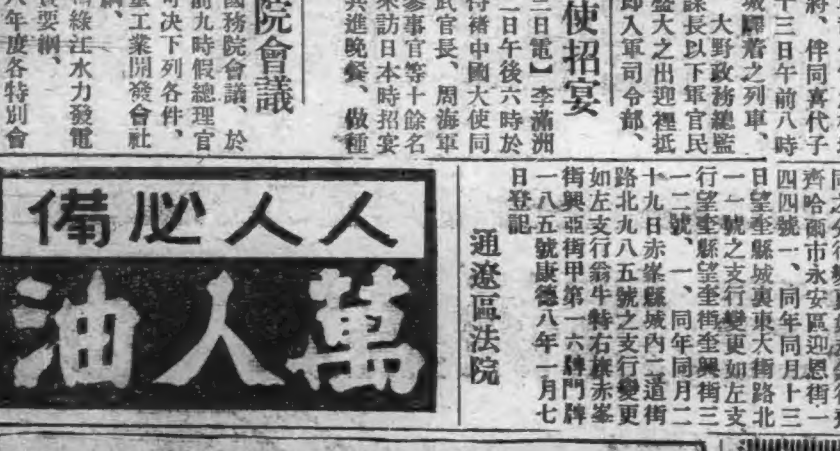 將、伴同喜代子
十三日午前八時
城驛着之列車、
大野政務總監
課長以下軍官民
盛大之出迎裡抵
即入軍司令部、
使招宴
三日電】李滿洲
二日午後六時於
待褚中國大使同
武官長、周海軍
參事官等十餘名
來訪日本時招宴
共進晚餐、做種
院會議
國務院會議、於
前九時假總理官
可決下列各件、
重工業開發會社
綱、
綠江水力發電
資要綱、
八年度各特別會
齊哈爾市永安區迎恩街一
四四號一、同年同月十三
日望奎縣城裏東大街路北
一一號之支行變更如左支
行望奎縣望奎街奎興街三
一二號、一、同年同月二
十九日赤峯縣城內二道街
路北九八五號之支行變更
如左支行翁牛特右旗赤峯
街興亞街甲第一六牌門牌
一八五號康德八年一月七
日登記
通遼區法院
人人必備
萬人油